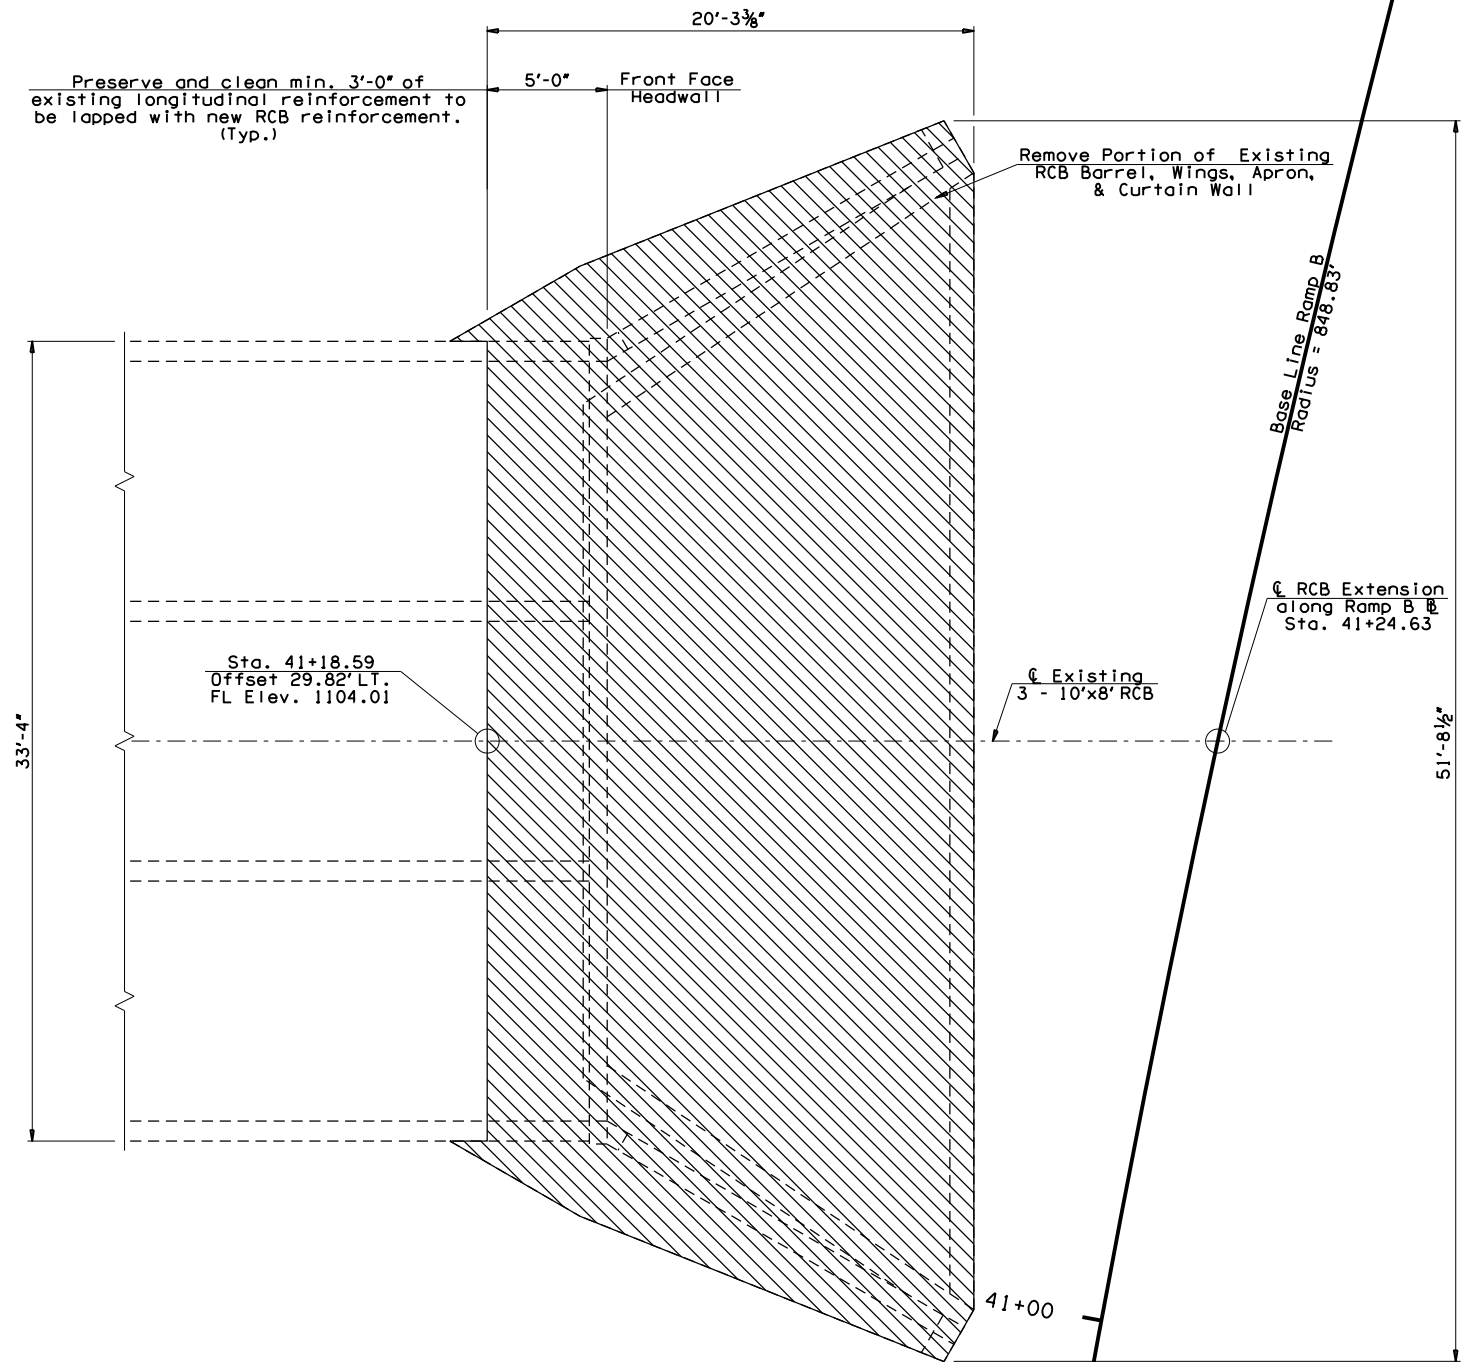 20'-3⅜"
Preserve and clean min. 3'-0" of
existing longitudinal reinforcement to
be lapped with new RCB reinforcement.
(Typ.)
5'-0"
Front Face
Headwall
Remove Portion of Existing
RCB Barrel, Wings, Apron,
& Curtain Wall
Base Line Ramp B
Radius = 848.83'
℄ RCB Extension
along Ramp B ℄
Sta. 41+24.63
Sta. 41+18.59
Offset 29.82' LT.
FL Elev. 1104.01
℄ Existing
3 - 10'x8' RCB
33'-4"
51'-8½"
41+00